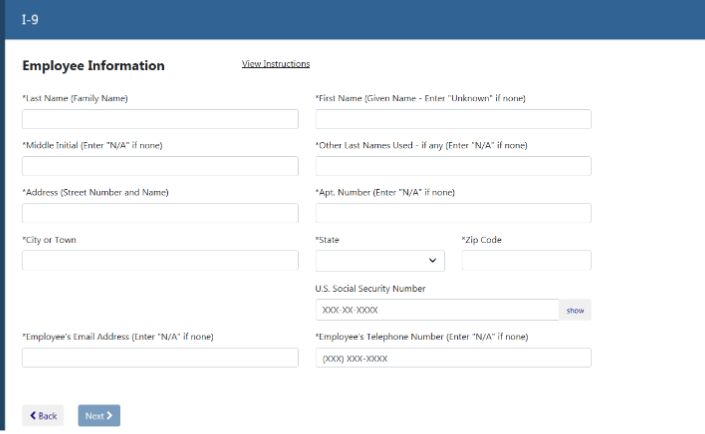 I-9
Employee Information
View Instructions
*Last Name (Family Name)
*First Name (Given Name - Enter "Unknown" if none)
*Middle Initial (Enter "N/A" if none)
*Other Last Names Used - if any (Enter "N/A" if none)
*Address (Street Number and Name)
*Apt. Number (Enter "N/A" if none)
*City or Town
*State
*Zip Code
U.S. Social Security Number
XXX-XX-XXXX
show
*Employee's Email Address (Enter "N/A" if none)
*Employee's Telephone Number (Enter "N/A" if none)
(XXX) XXX-XXXX
Back
Next